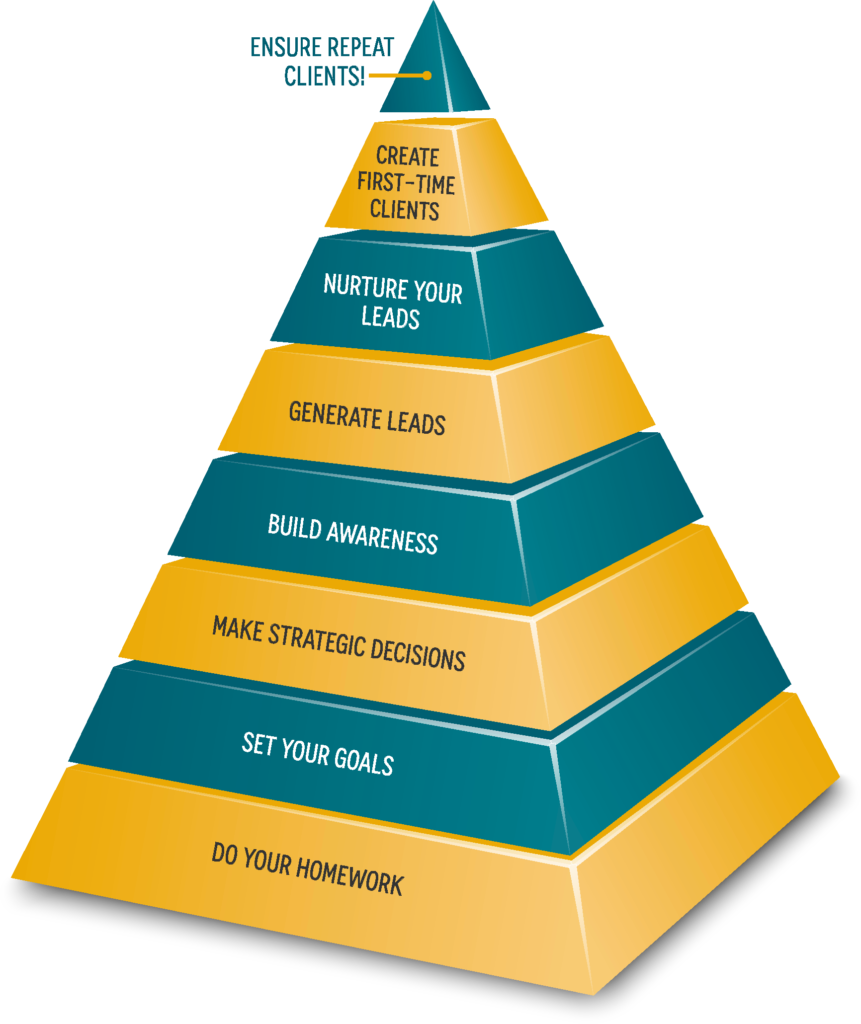 ENSURE REPEAT
CLIENTS!
CREATE
FIRST-TIME
CLIENTS
NURTURE YOUR
LEADS
GENERATE LEADS
BUILD AWARENESS
MAKE STRATEGIC DECISIONS
SET YOUR GOALS
DO YOUR HOMEWORK